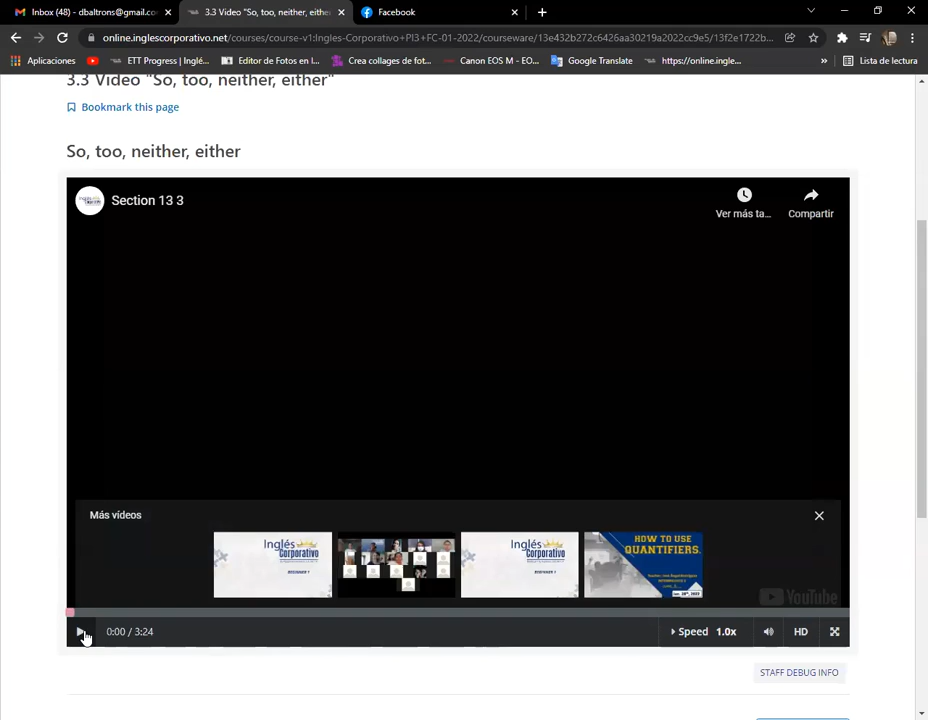 Inbox (48) - dbaltrons@gmail.co
3.3 Video "So, too, neither, eithe
Facebook
online.inglescorporativo.net/courses/course-v1:Ingles-Corporativo+PI3+FC-01-2022/courseware/13e432b272c6426aa30219a2022cc9e5/13f2e1722b...
Aplicaciones
ETT Progress | Inglé...
Editor de Fotos en l...
Crea collages de fot...
Canon EOS M - EO...
Google Translate
https://online.ingle...
»
Lista de lectura
3.3 Video "So, too, neither, either"
Bookmark this page
So, too, neither, either
Section 13 3
Ver más ta...
Compartir
Más vídeos
Inglés Corporativo
Inglés Corporativo
HOW TO USE
QUANTIFIERS.
YouTube
0:00 / 3:24
Speed 1.0x
HD
STAFF DEBUG INFO